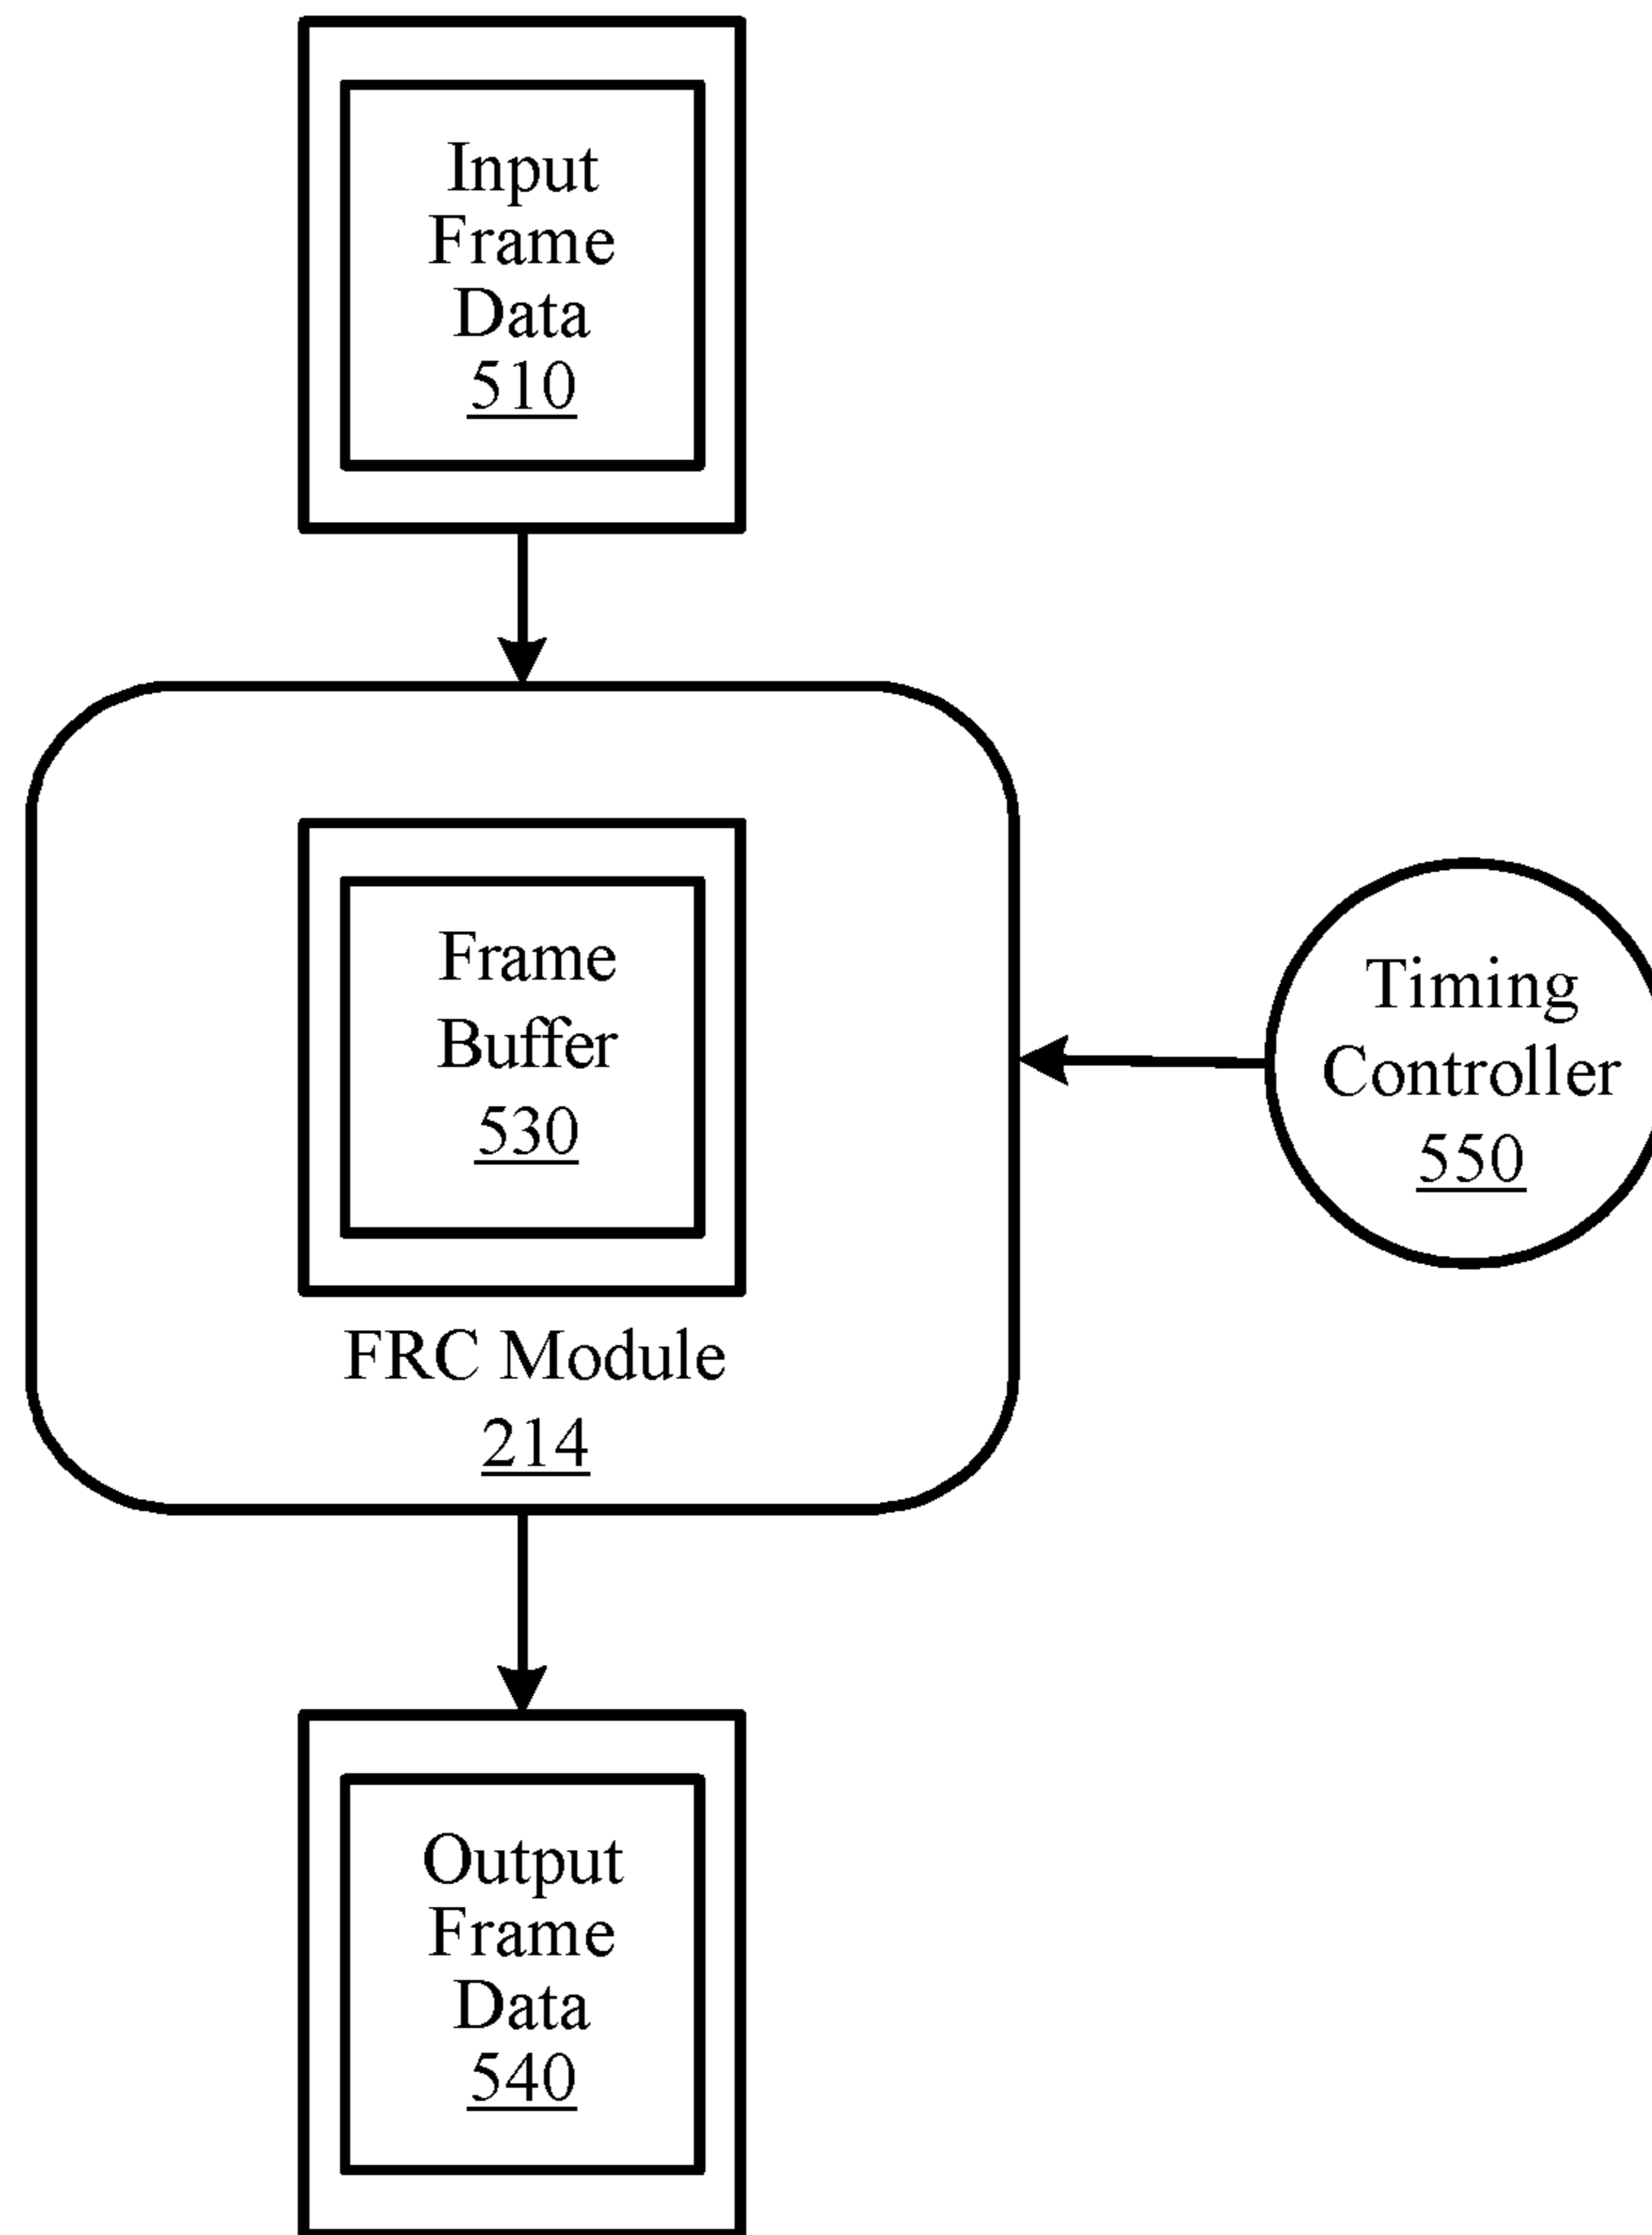 Input
Frame
Data
510
Frame
Buffer
530
FRC Module
214
Timing
Controller
550
Output
Frame
Data
540